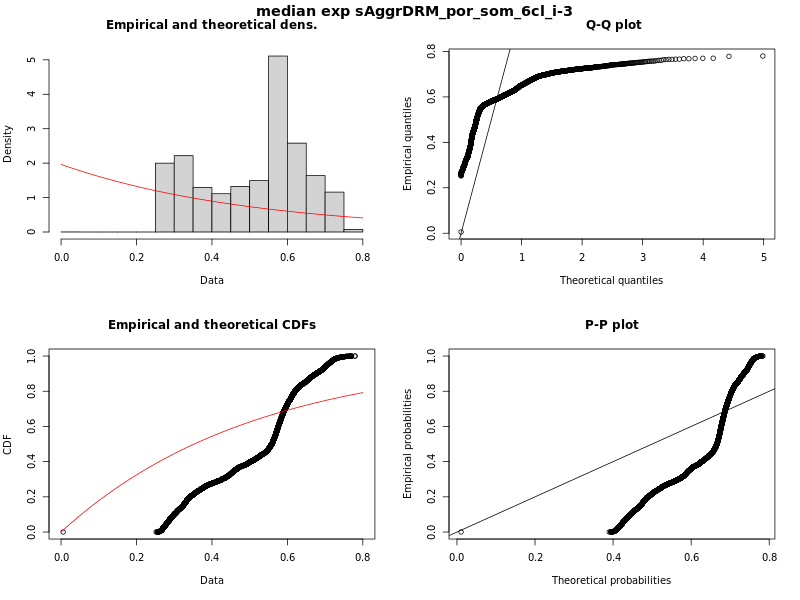 median exp sAggrDRM_por_som_6cl_i-3
Empirical and theoretical dens.
Density
0 1 2 3 4 5
0.0 0.2 0.4 0.6 0.8
Data
Q-Q plot
Empirical quantiles
0.0 0.2 0.4 0.6 0.8
0 1 2 3 4 5
Theoretical quantiles
Empirical and theoretical CDFs
CDF
0.0 0.2 0.4 0.6 0.8 1.0
0.0 0.2 0.4 0.6 0.8
Data
P-P plot
Empirical probabilities
0.0 0.2 0.4 0.6 0.8 1.0
0.0 0.2 0.4 0.6 0.8
Theoretical probabilities